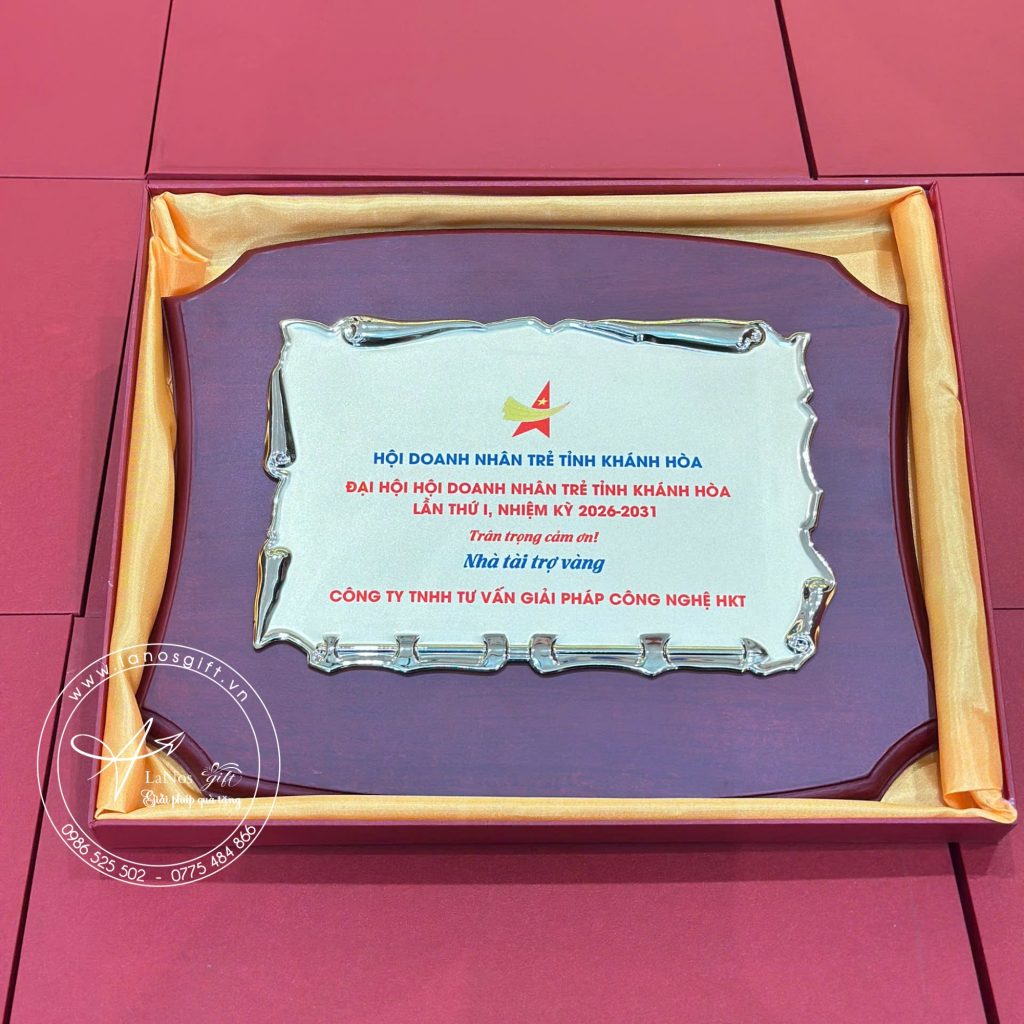 HỘI DOANH NHÂN TRẺ TỈNH KHÁNH HÒA
ĐẠI HỘI HỘI DOANH NHÂN TRẺ TỈNH KHÁNH HÒA
LẦN THỨ I, NHIỆM KỲ 2026-2031
Trân trọng cảm ơn!
Nhà tài trợ vàng
CÔNG TY TNHH TƯ VẤN GIẢI PHÁP CÔNG NGHỆ HKT
www.lanosgift.vn
LaNos gift
Giải pháp quà tặng
0986 525 502 - 0775 484 866